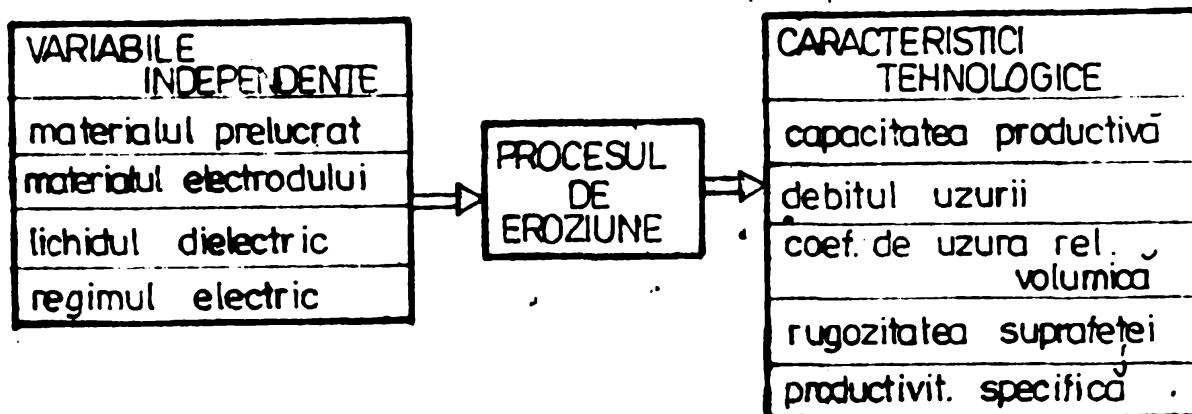 VARIABILE
INDEPENDENTE
materialul prelucrat
materialul electrodului
lichidul dielectric
regimul electric
PROCESUL
DE
EROZIUNE
CARACTERISTICI
TEHNOLOGICE
capacitatea productivă
debitul uzurii
coef. de uzura rel.
volumică
rugozitatea suprafeței
productivit. specifică